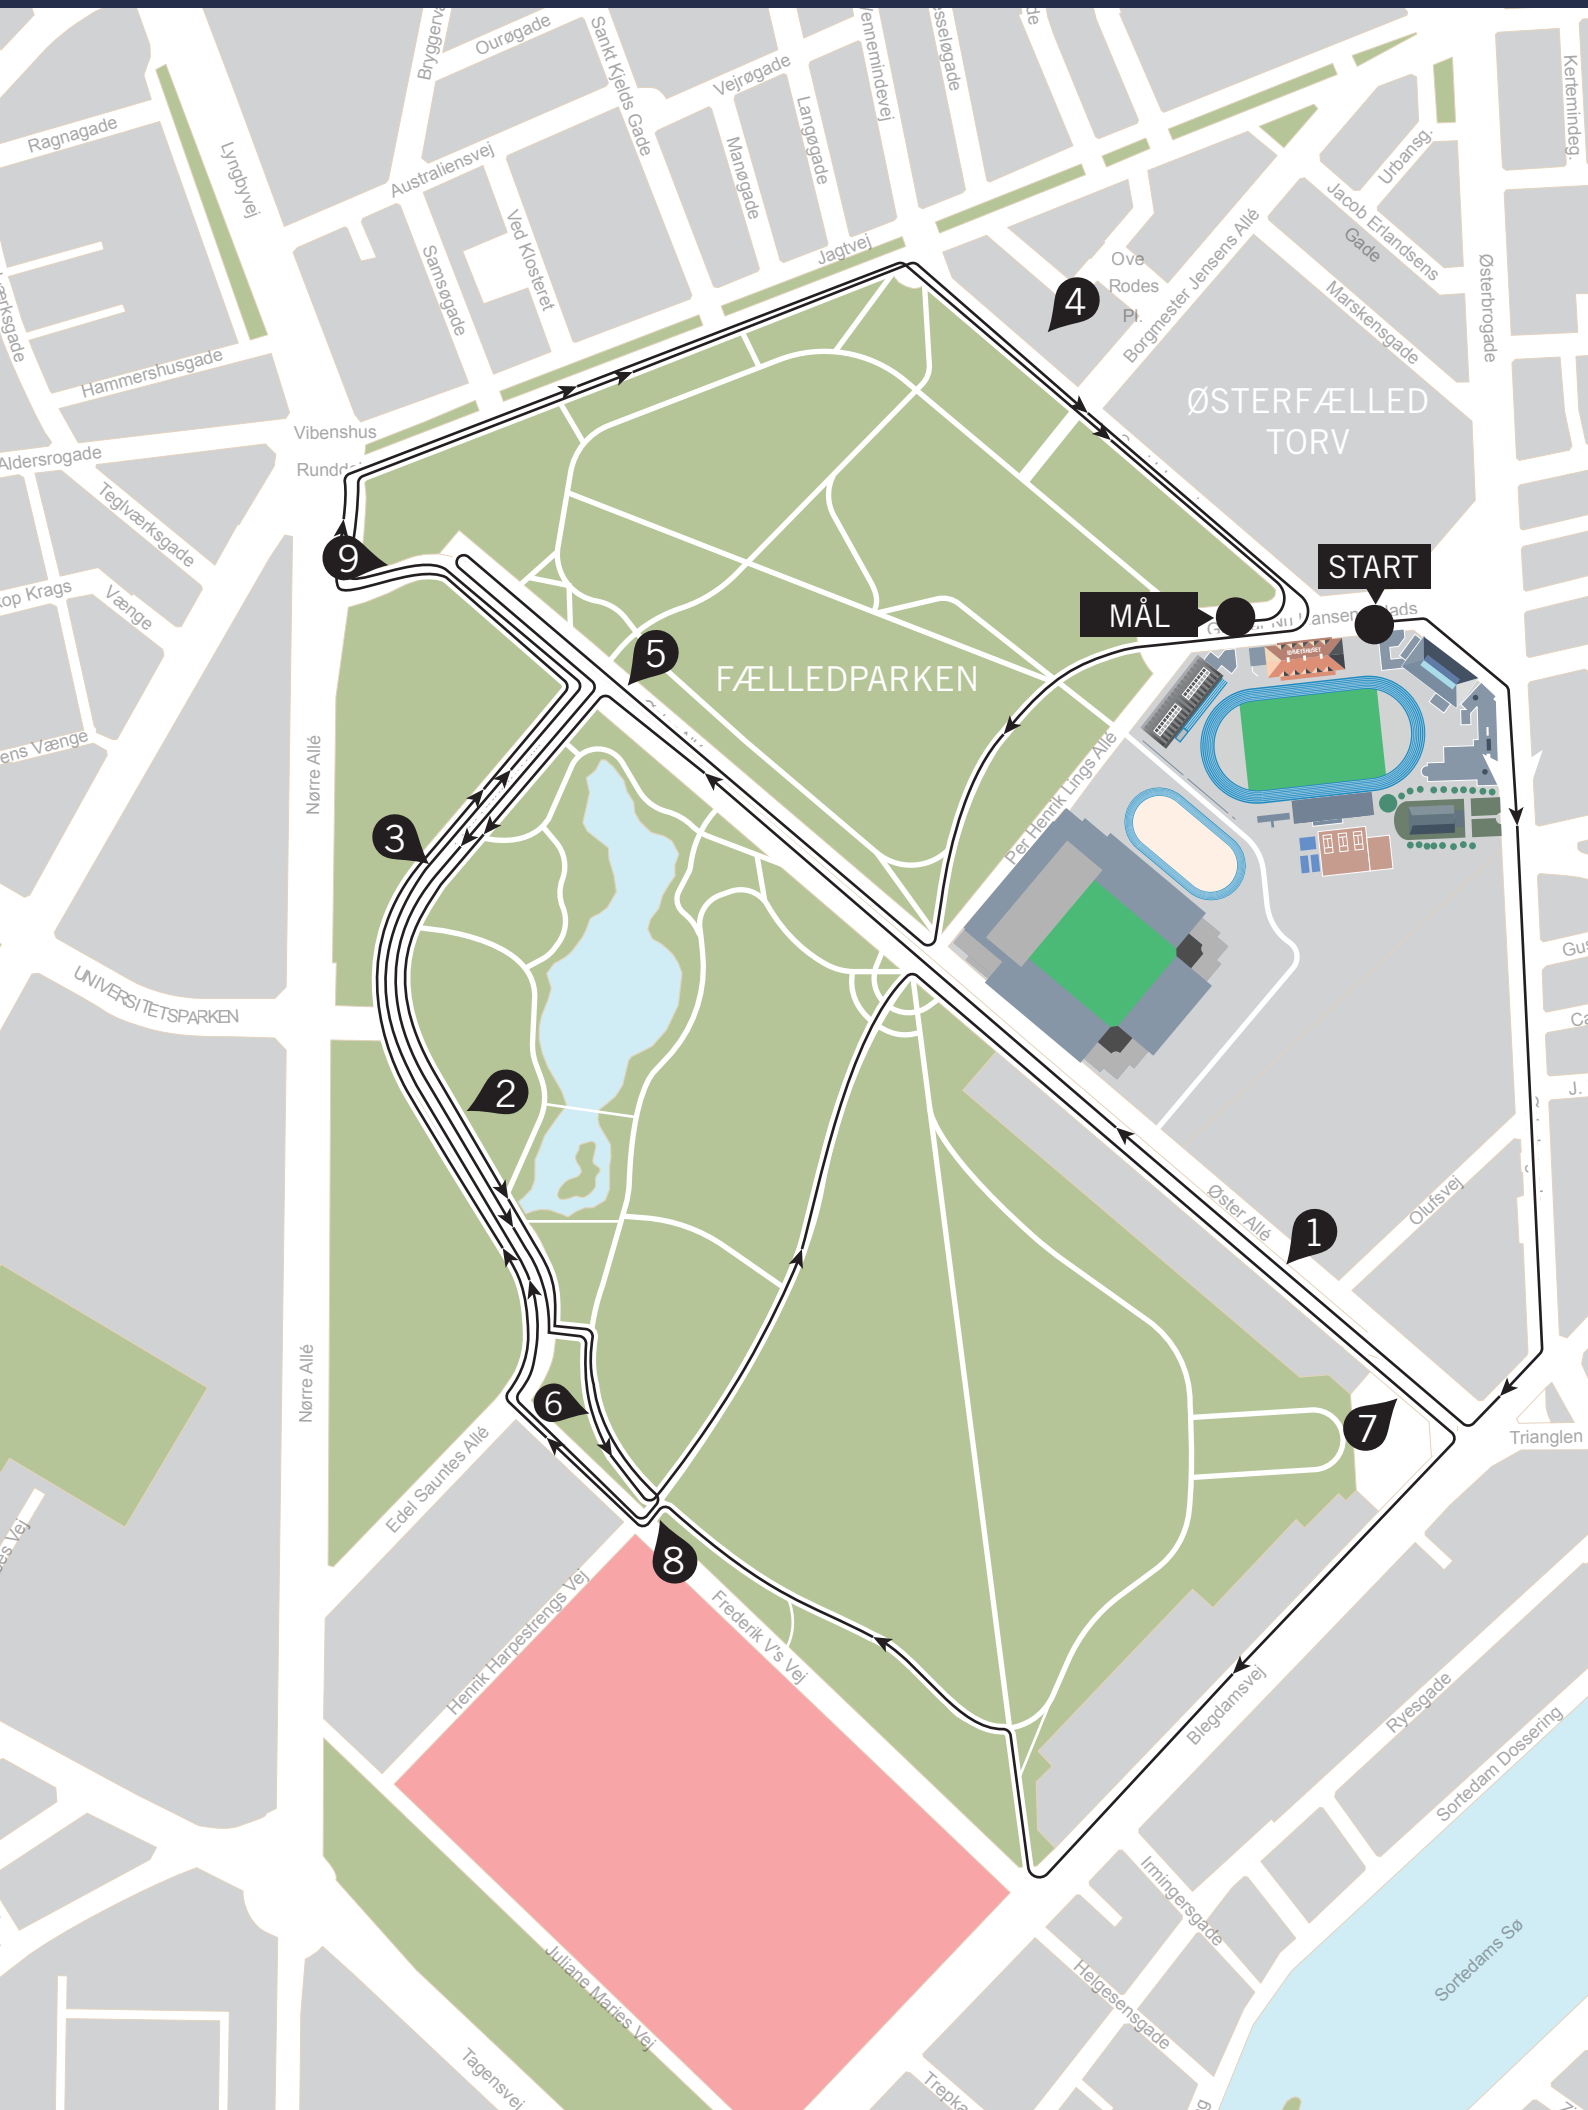 Ourøgade
Sankt Kjelds Gade
Vejrøgade
Ragnagade
Lyngbyvej
Australiensvej
Manøgade
Langøgade
Kertemindeg.
Urbansg.
Jacob Erlandsens
Gade
Ved Klosteret
Samsøgade
Jagtvej
Ove
Rodes
Pl.
Borgmester Jensens Allé
Marskensgade
Østerbrogade
4
Hammershusgade
ØSTERFÆLLED
TORV
Vibenshus
Aldersrogade
Teglværksgade
9
START
MÅL
Vænge
5
FÆLLEDPARKEN
Nørre Allé
Per Henrik Lings Allé
3
UNIVERSITETSPARKEN
2
Øster Allé
Olufsvej
1
Nørre Allé
6
7
Trianglen
Edel Sauntes Allé
8
Henrik Harpestrengs Vej
Frederik V's Vej
Blegdamsvej
Ryesgade
Sortedam Dossering
Irmingersgade
Sortedams Sø
Juliane Maries Vej
Helgesensgade
Tagensvej